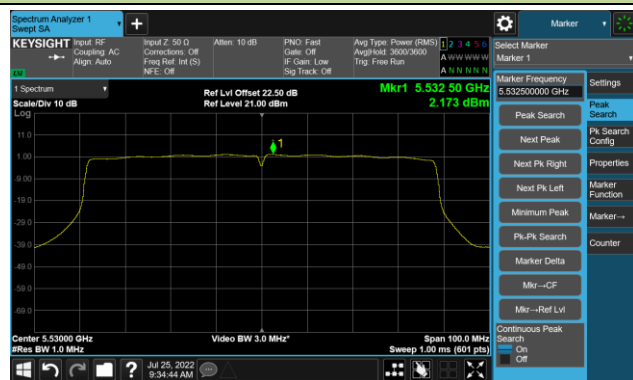 Spectrum Analyzer 1
Swept SA
Marker
KEYSIGHT
Input: RF
Coupling: AC
Align: Auto
Input Z: 50 Ω
Corrections: Off
Freq Ref: Int (S)
NFE: Off
Atten: 10 dB
PNO: Fast
Gate: Off
IF Gain: Low
Sig Track: Off
Avg Type: Power (RMS)
Avg|Hold: 3600/3600
Trig: Free Run
1 2 3 4 5 6
A W W W W W
A N N N N N
LXI
Select Marker
Marker 1
1 Spectrum
Scale/Div 10 dB
Log
Ref Lvl Offset 22.50 dB
Ref Level 21.00 dBm
Mkr1 5.532 50 GHz
2.173 dBm
11.0
1.00
-9.00
-19.0
-29.0
-39.0
-49.0
-59.0
-69.0
1
Center 5.53000 GHz
#Res BW 1.0 MHz
Video BW 3.0 MHz*
Span 100.0 MHz
Sweep 1.00 ms (601 pts)
Marker Frequency
5.532500000 GHz
Peak Search
Next Peak
Next Pk Right
Next Pk Left
Minimum Peak
Pk-Pk Search
Marker Delta
Mkr→CF
Mkr→Ref Lvl
Continuous Peak
Search
On
Off
Settings
Peak
Search
Pk Search
Config
Properties
Marker
Function
Marker→
Counter
Jul 25, 2022
9:34:44 AM